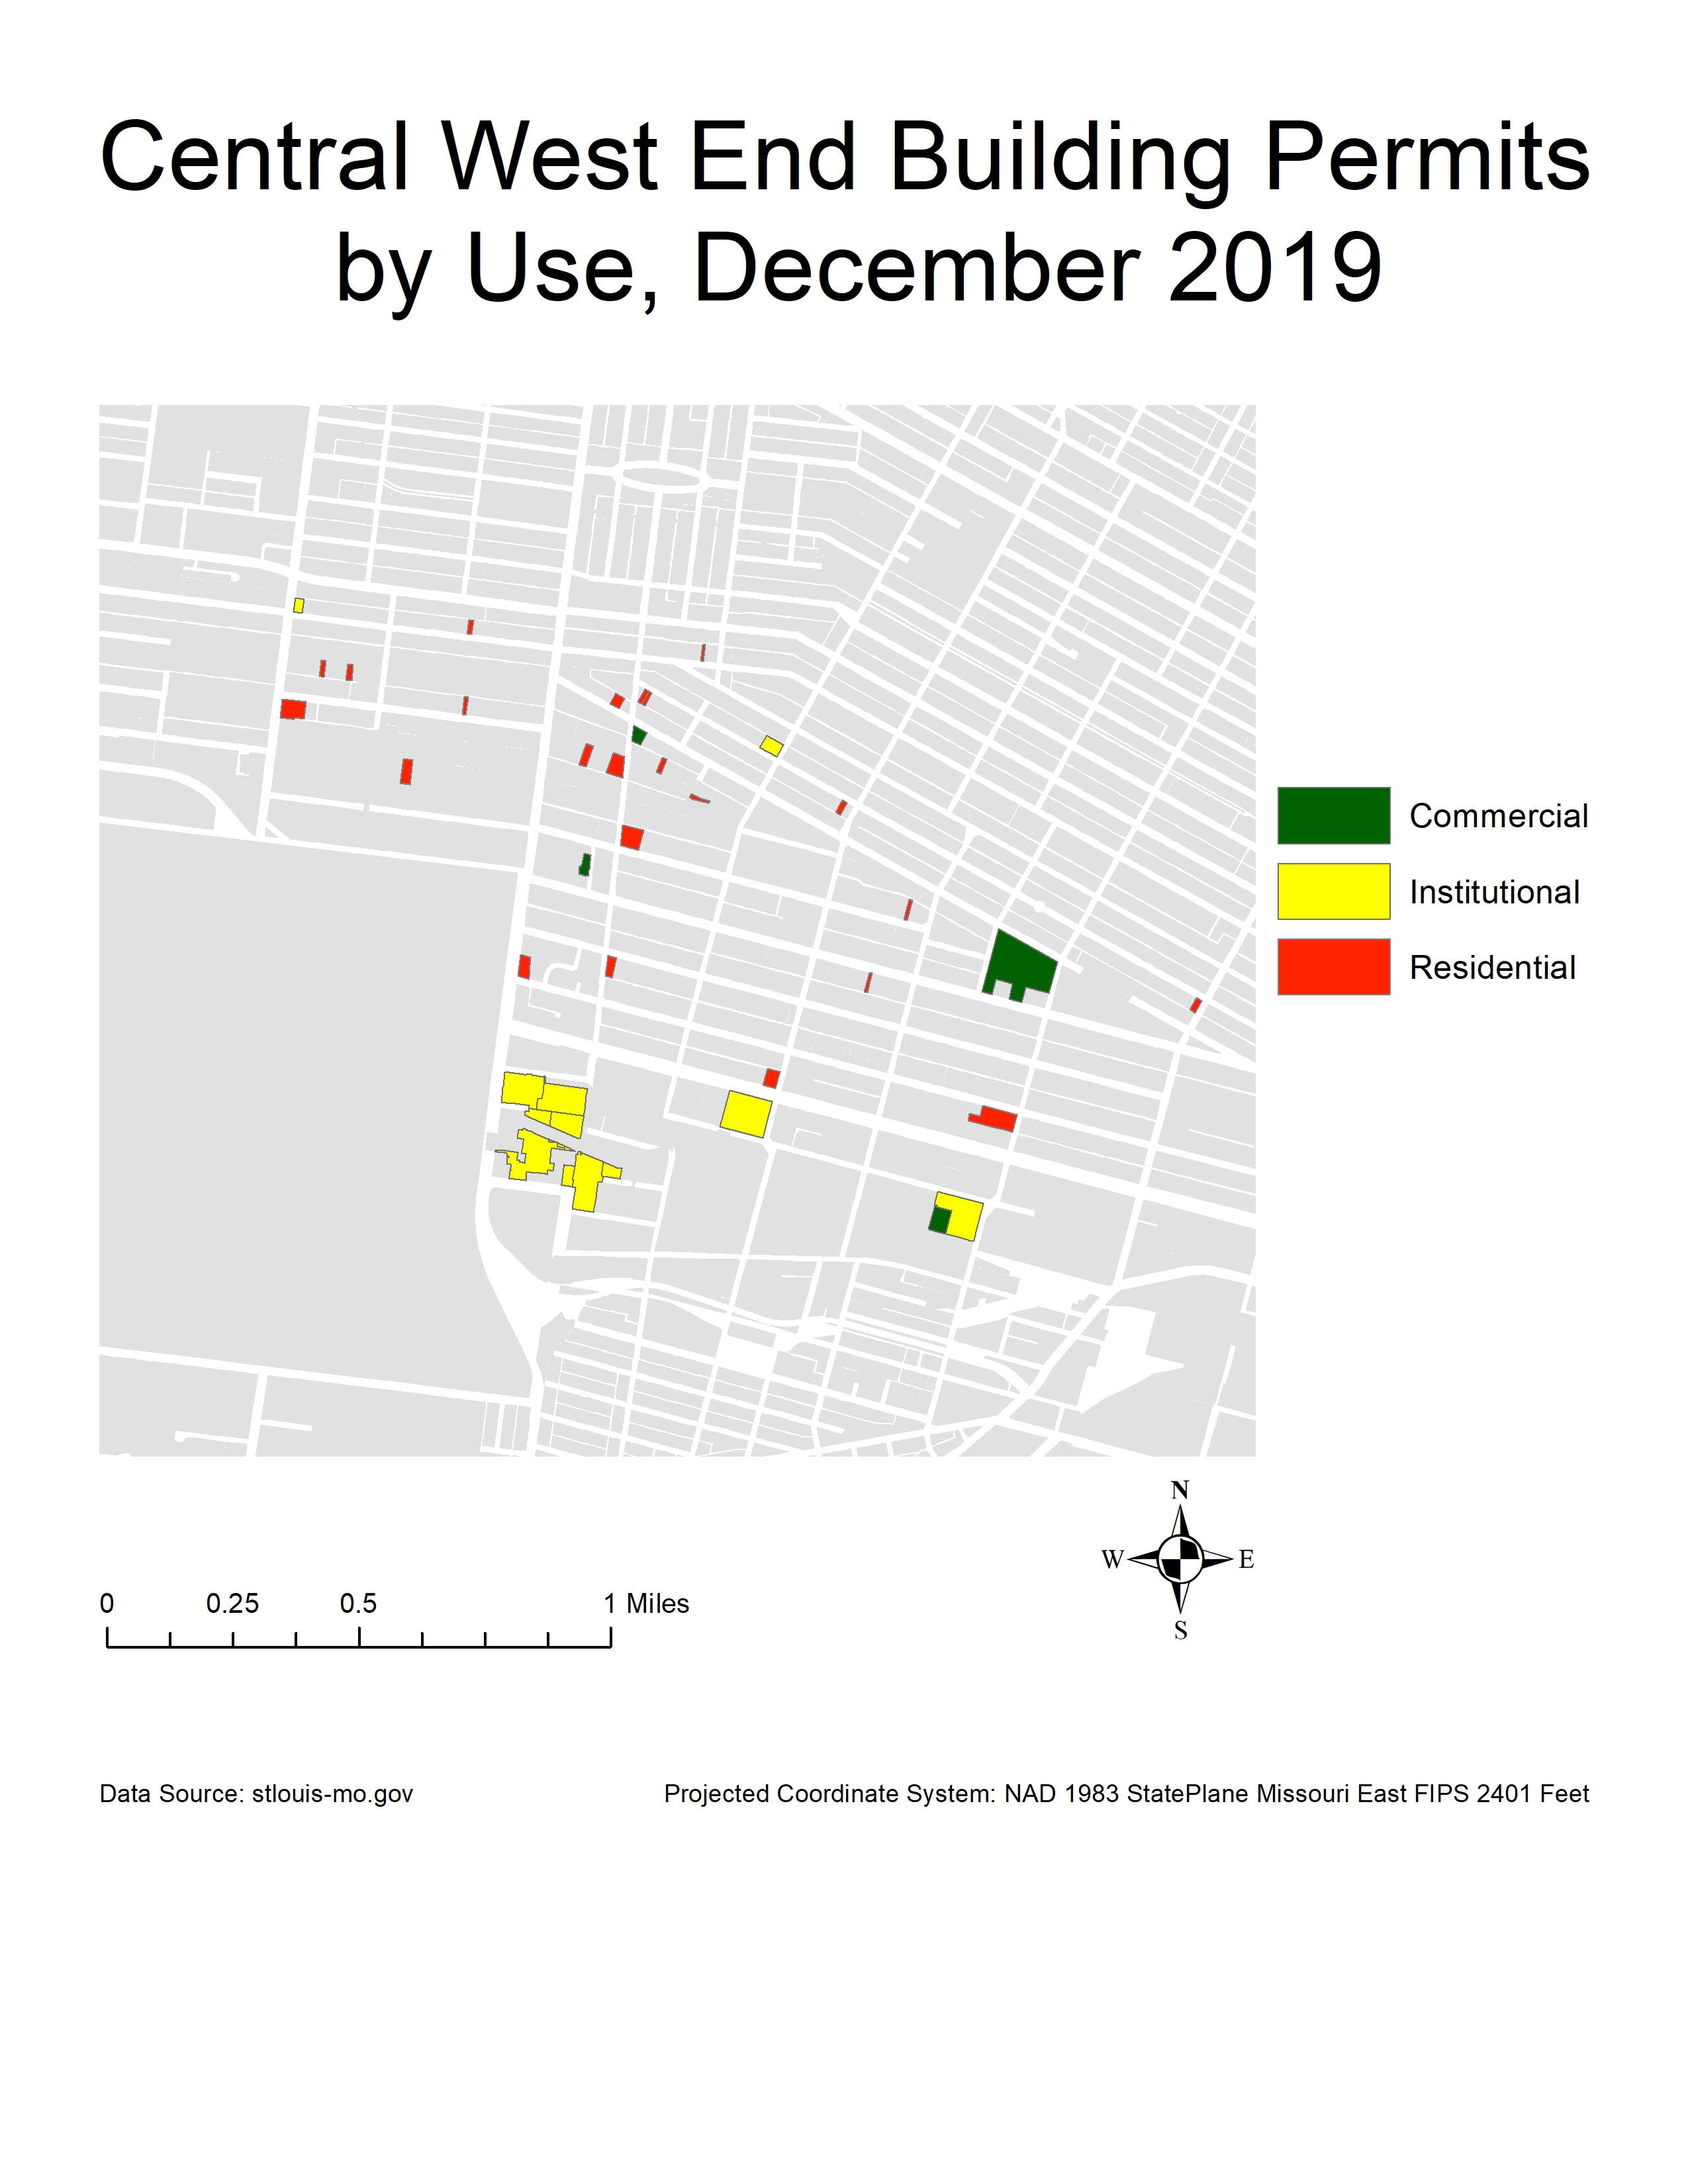 Central West End Building Permits
by Use, December 2019
Commercial
Institutional
Residential
N
W E
S
0 0.25 0.5 1 Miles
Data Source: stlouis-mo.gov Projected Coordinate System: NAD 1983 StatePlane Missouri East FIPS 2401 Feet